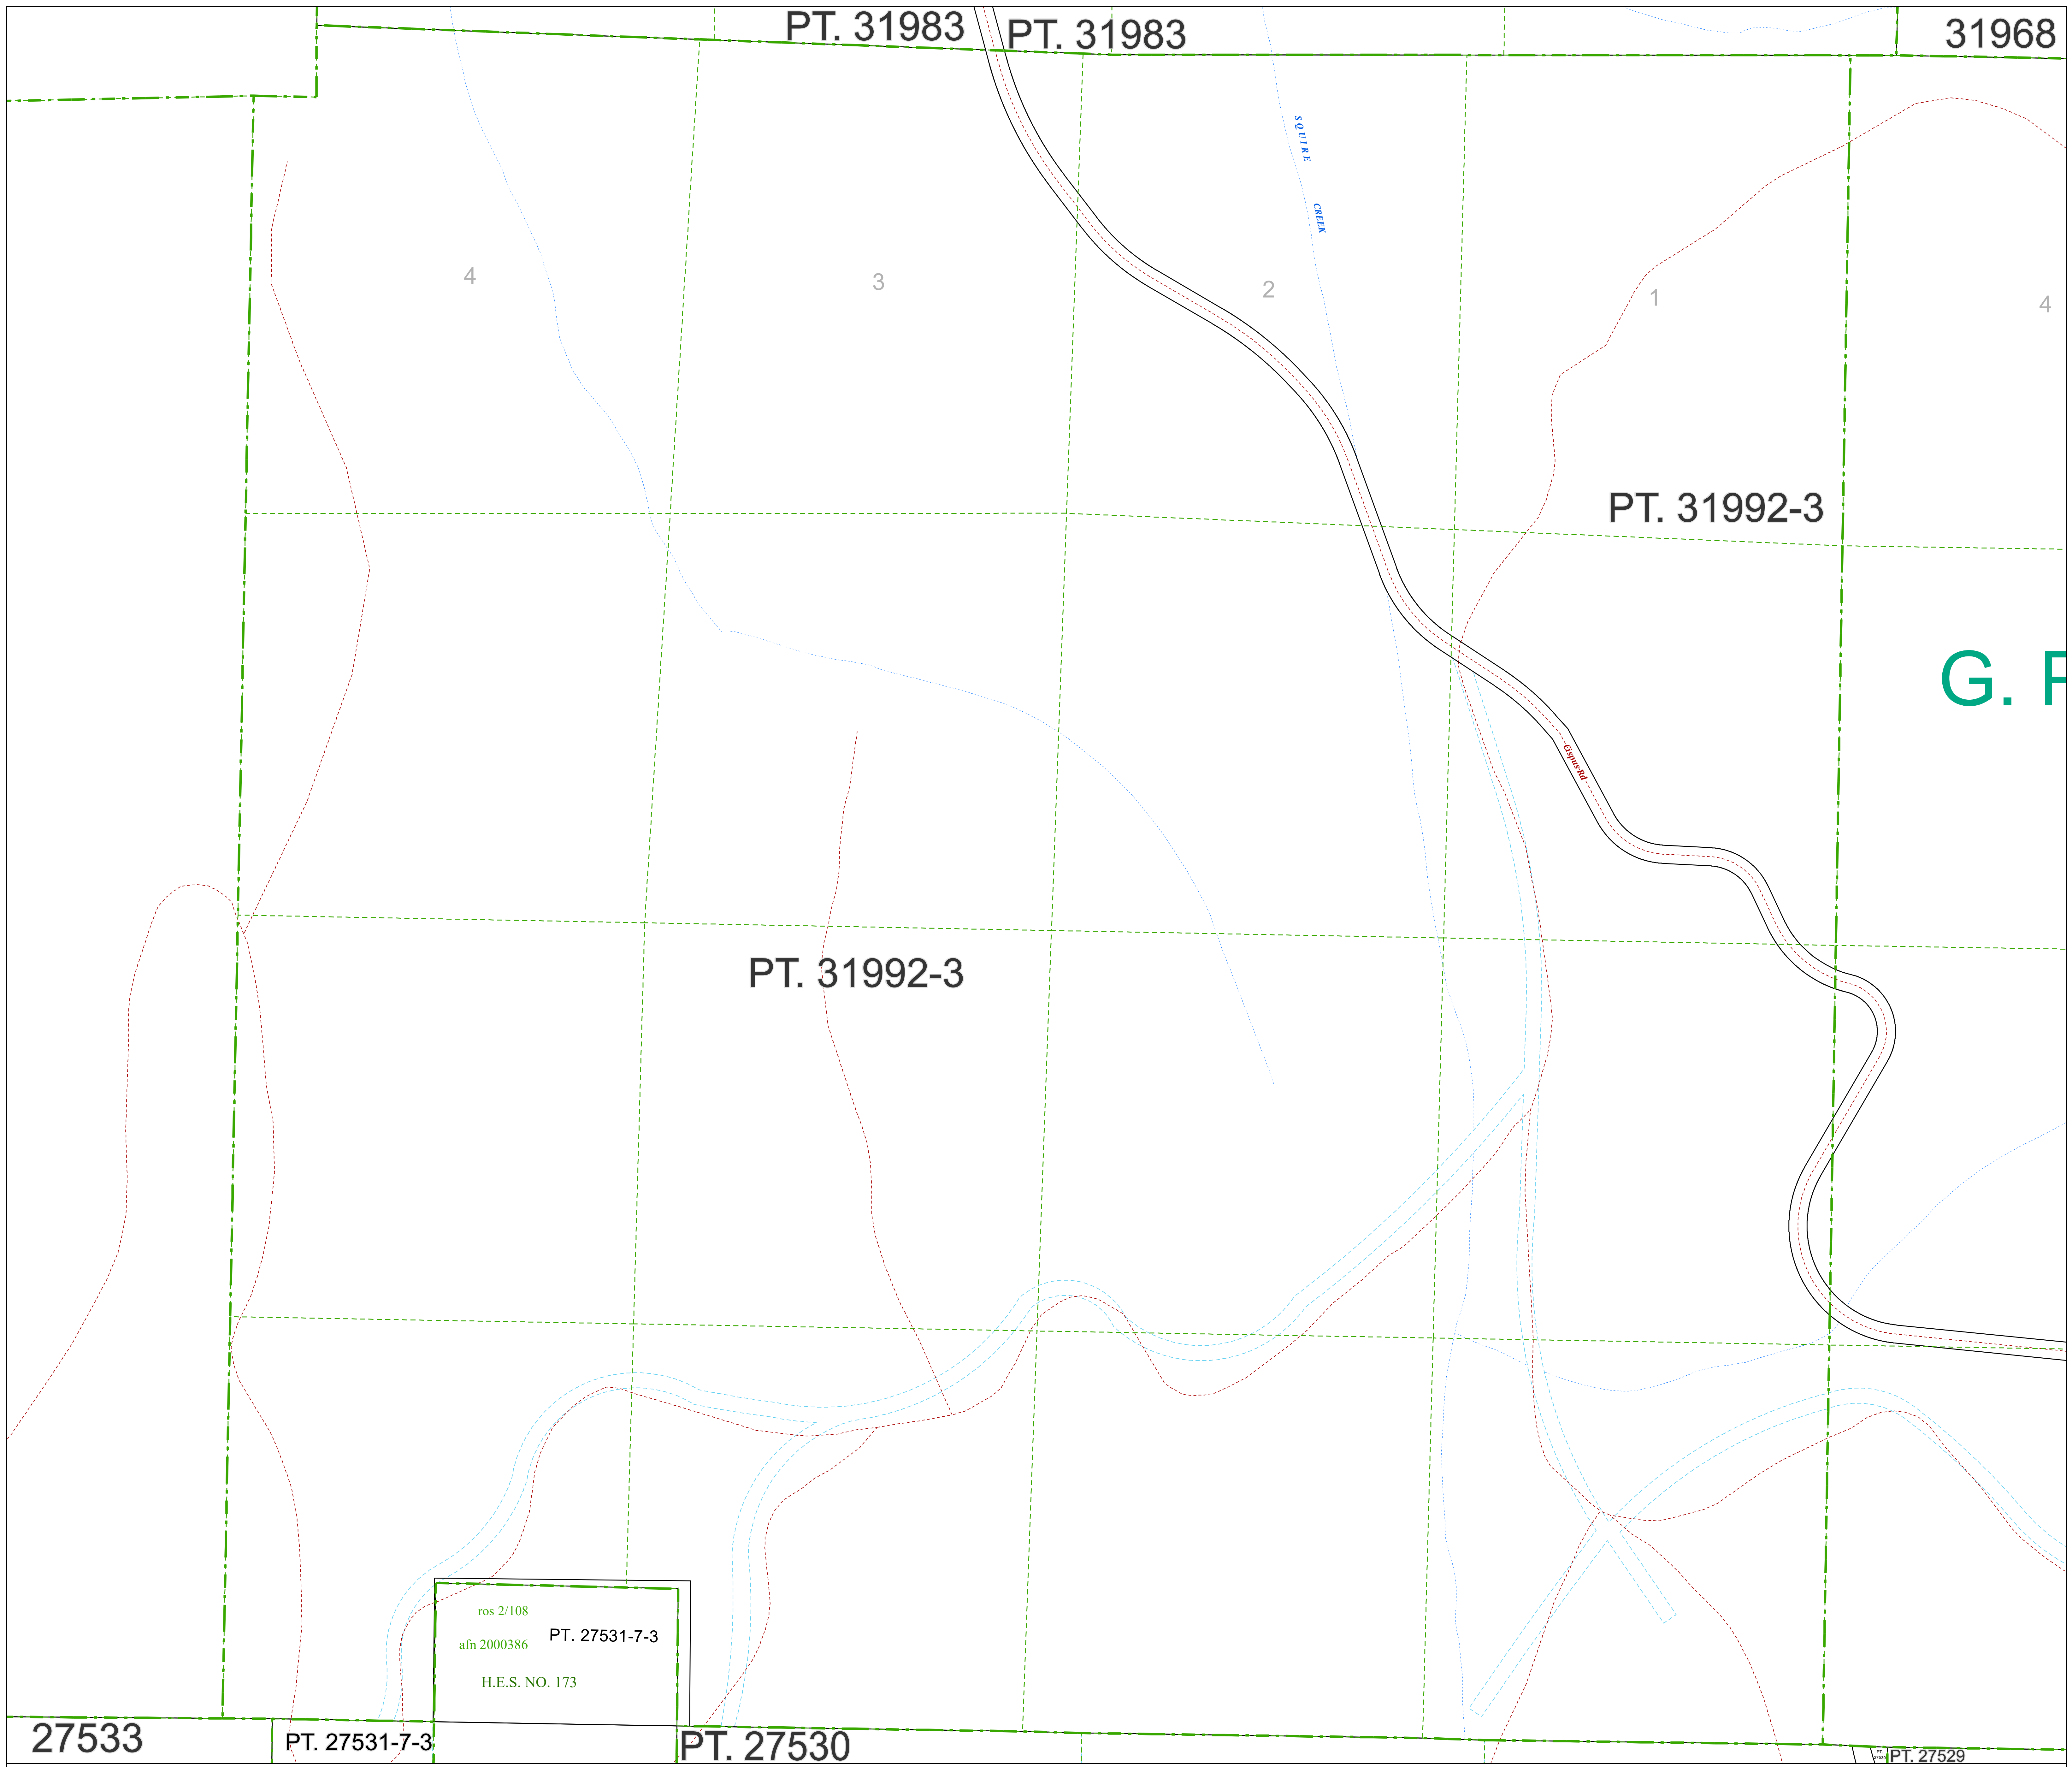 PT. 31983
PT. 31983
31968
SQUIRE
CREEK
4
3
2
1
4
PT. 31992-3
G. P
Cispus Rd
PT. 31992-3
ros 2/108
afn 2000386
PT. 27531-7-3
H.E.S. NO. 173
27533
PT. 27531-7-3
PT. 27530
PT. 27529